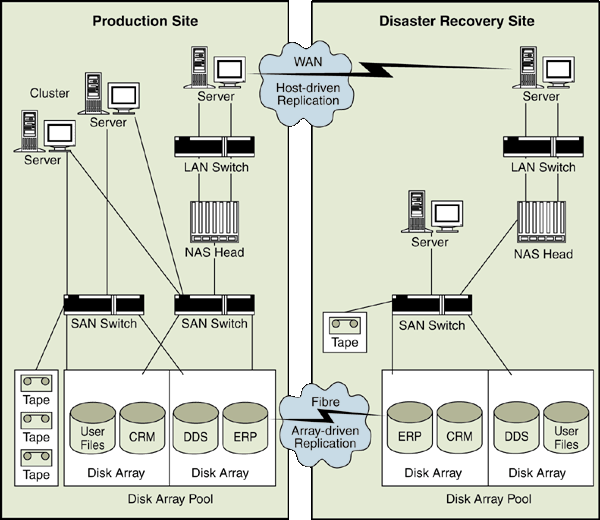 Production Site
Disaster Recovery Site
WAN
Host-driven
Replication
Cluster
Server
Server
Server
Server
LAN Switch
LAN Switch
NAS Head
NAS Head
Server
SAN Switch
SAN Switch
SAN Switch
Tape
Tape
Tape
Tape
User
Files
CRM
DDS
ERP
Disk Array
Disk Array
Disk Array Pool
Fibre
Array-driven
Replication
ERP
CRM
DDS
User
Files
Disk Array
Disk Array
Disk Array Pool